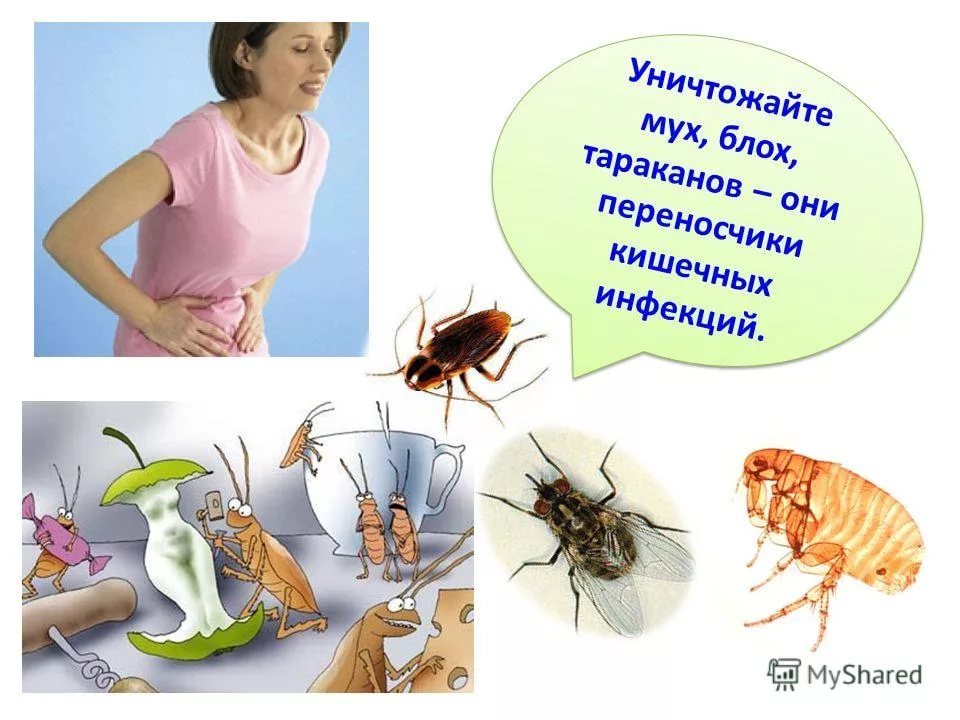 Уничтожайте
мух, блох,
тараканов – они
переносчики
кишечных
инфекций.
MyShared